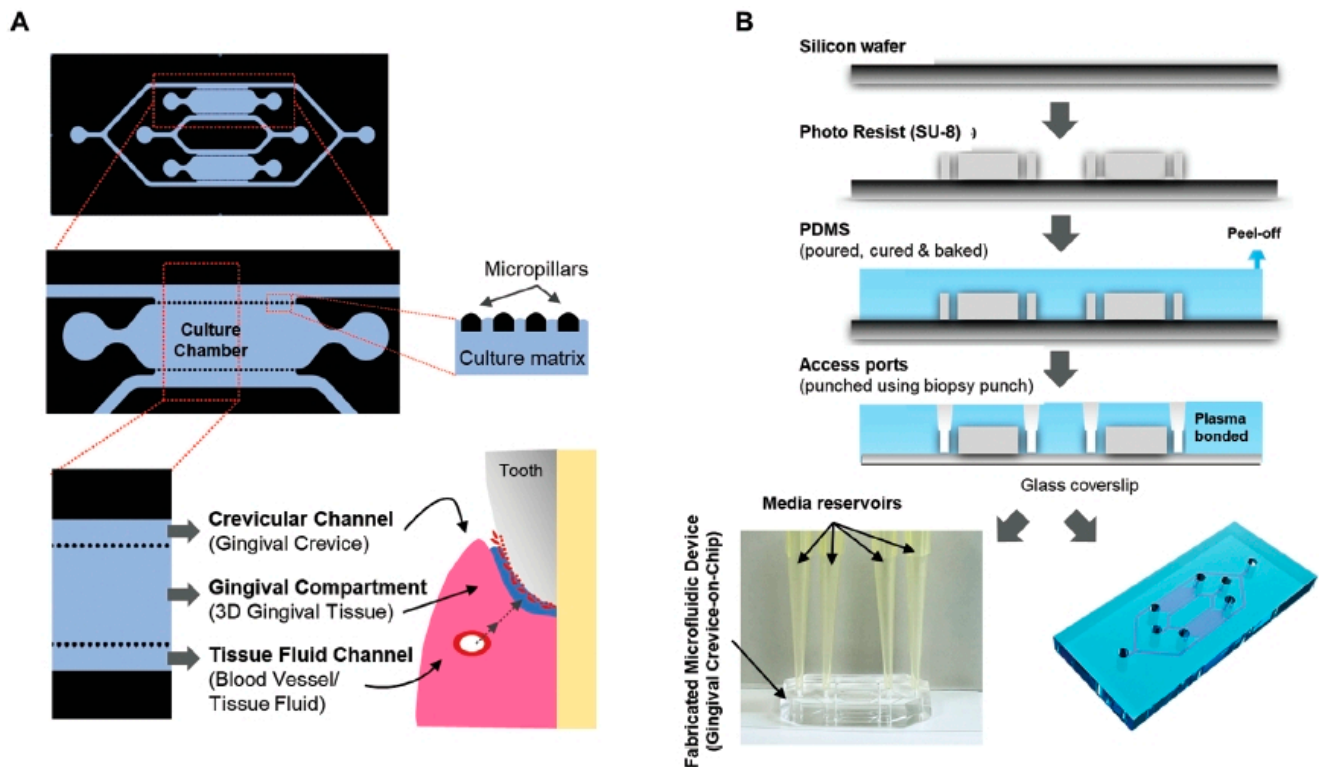 A
Culture
Chamber
Micropillars
Culture matrix
Crevicular Channel
(Gingival Crevice)
Gingival Compartment
(3D Gingival Tissue)
Tissue Fluid Channel
(Blood Vessel/
Tissue Fluid)
Tooth
B
Silicon wafer
Photo Resist (SU-8)
PDMS
(poured, cured & baked)
Peel-off
Access ports
(punched using biopsy punch)
Plasma
bonded
Glass coverslip
Media reservoirs
Fabricated Microfluidic Device
(Gingival Crevice-on-Chip)